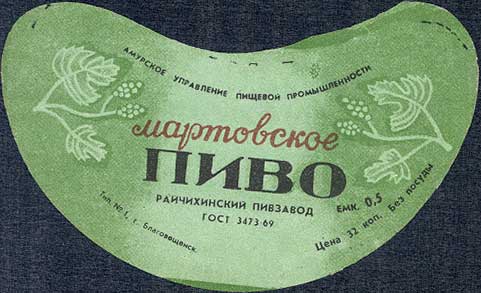 АМУРСКОЕ УПРАВЛЕНИЕ ПИЩЕВОЙ ПРОМЫШЛЕННОСТИ
мартовское
ПИВО
РАЙЧИХИНСКИЙ ПИВЗАВОД
ГОСТ 3473-69
ЕМК. 0,5
Цена 32 коп. Без посуды
Тип. № 1, г. Благовещенск.